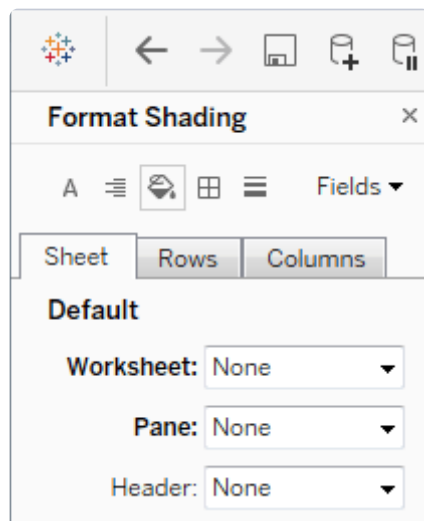 Format Shading
A Fields
Sheet Rows Columns
Default
Worksheet: None
Pane: None
Header: None